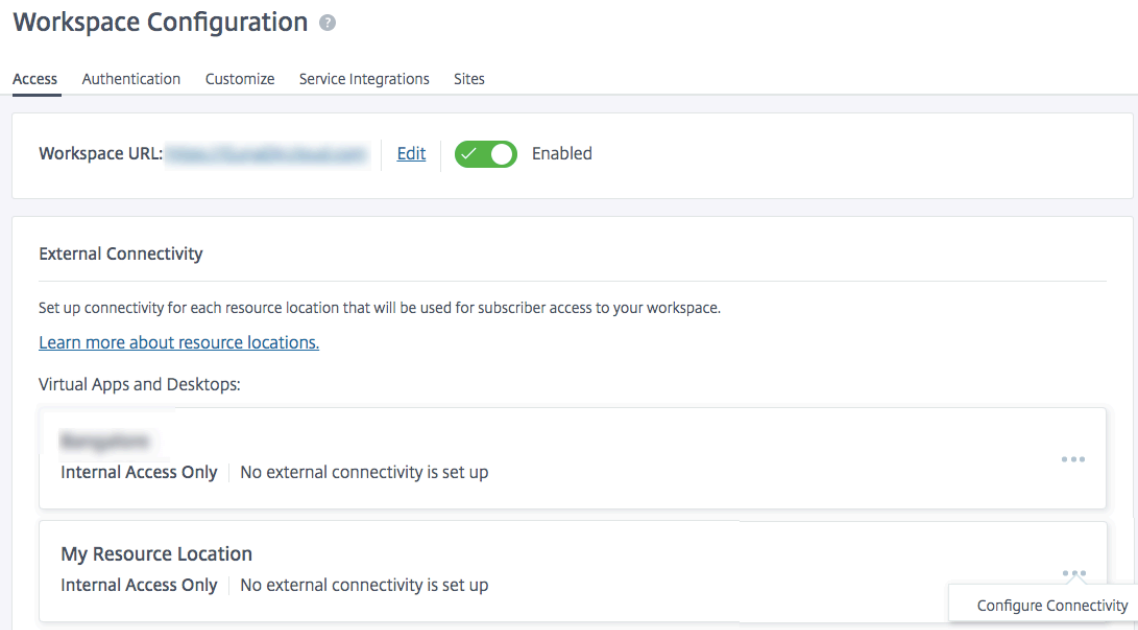 Workspace Configuration ?
Access Authentication Customize Service Integrations Sites
Workspace URL: Edit Enabled
External Connectivity
Set up connectivity for each resource location that will be used for subscriber access to your workspace.
Learn more about resource locations.
Virtual Apps and Desktops:
Internal Access Only No external connectivity is set up
My Resource Location
Internal Access Only No external connectivity is set up
Configure Connectivity